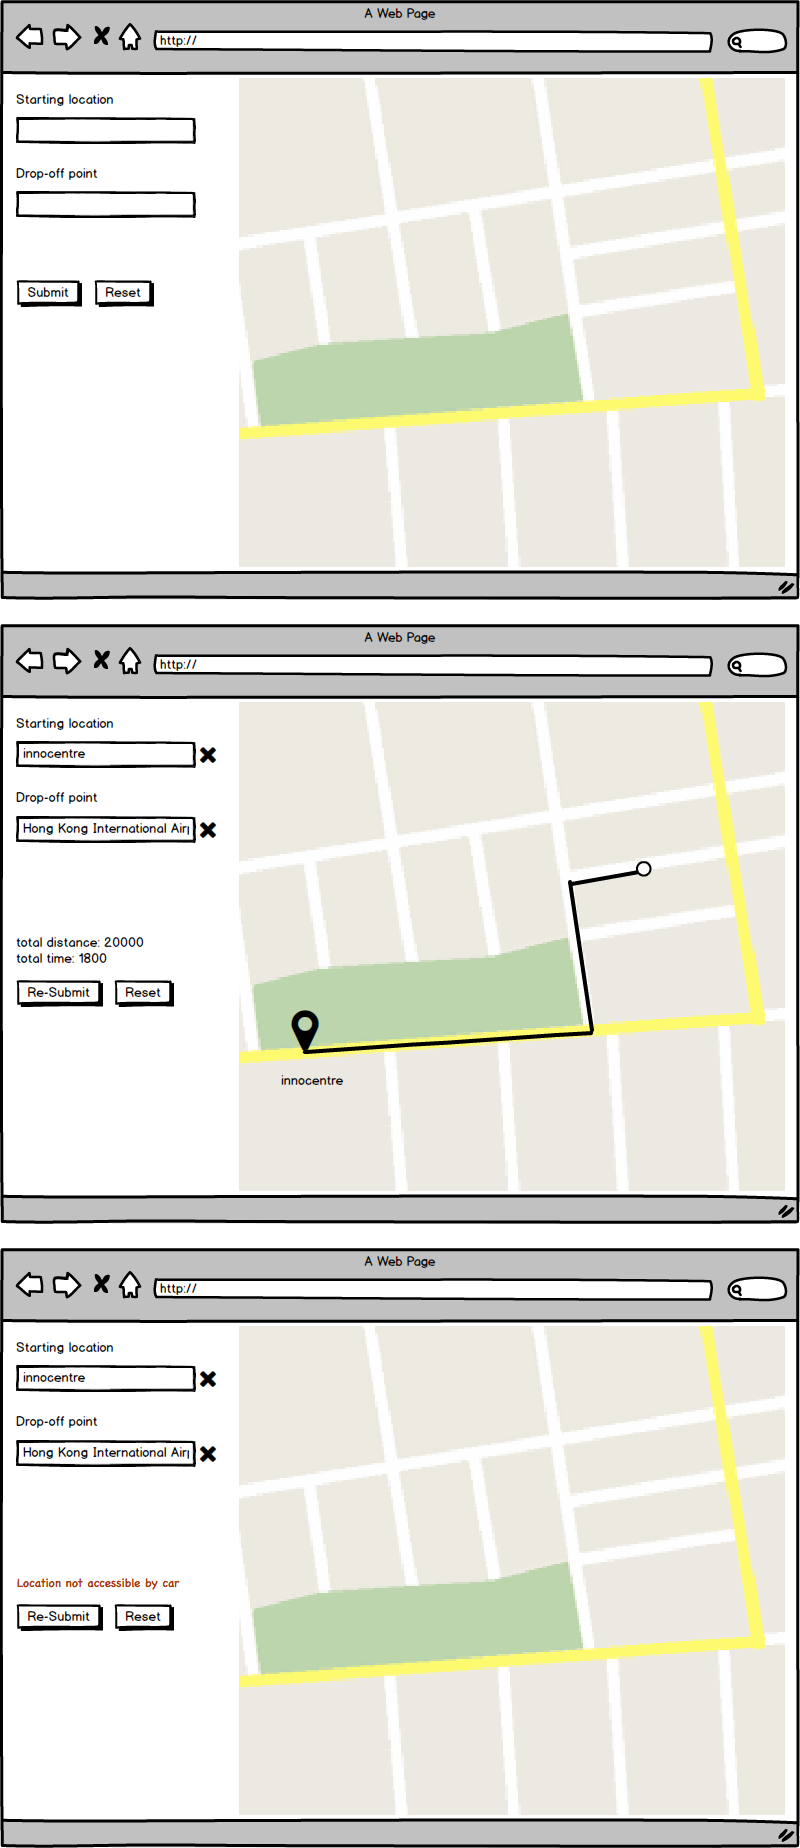 A Web Page
http://
Starting location
Drop-off point
Submit Reset
A Web Page
http://
Starting location
innocentre
Drop-off point
Hong Kong International Air
total distance: 20000
total time: 1800
Re-Submit Reset
innocentre
A Web Page
http://
Starting location
innocentre
Drop-off point
Hong Kong International Air
Location not accessible by car
Re-Submit Reset